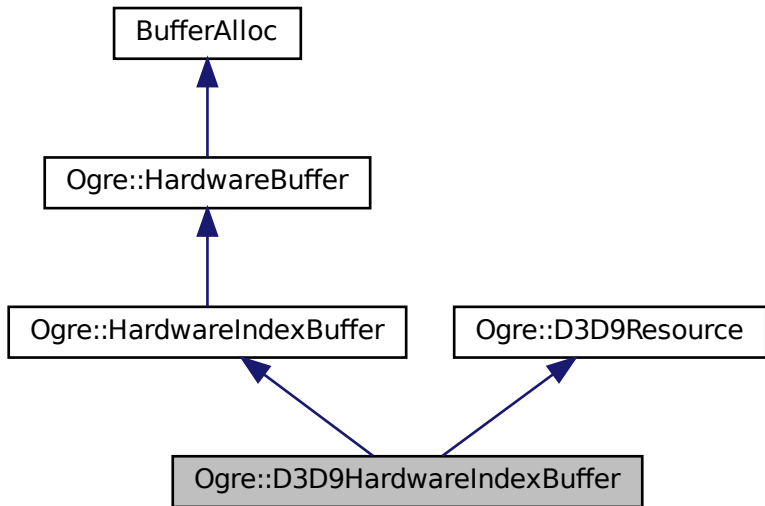 BufferAlloc
Ogre::HardwareBuffer
Ogre::HardwareIndexBuffer
Ogre::D3D9Resource
Ogre::D3D9HardwareIndexBuffer